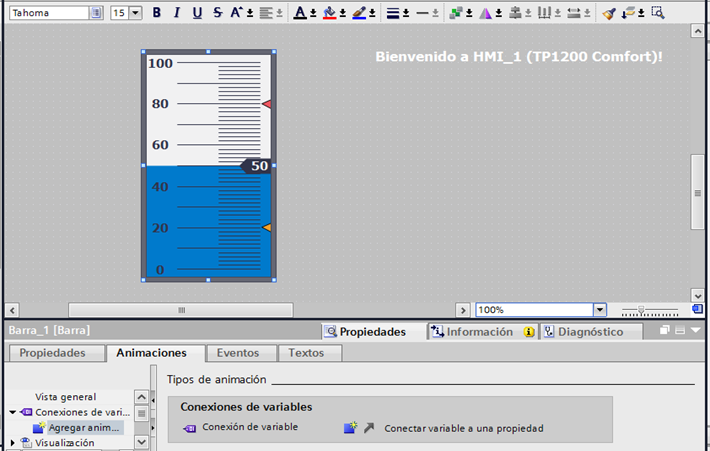 Tahoma 15 B I U S A A A
Bienvenido a HMI_1 (TP1200 Comfort)!
100
80
60
50
40
20
0
100%
Barra_1 [Barra]
Propiedades Información Diagnóstico
Propiedades Animaciones Eventos Textos
Vista general
Conexiones de vari...
Agregar anim...
Visualización
Tipos de animación
Conexiones de variables
Conexión de variable Conectar variable a una propiedad